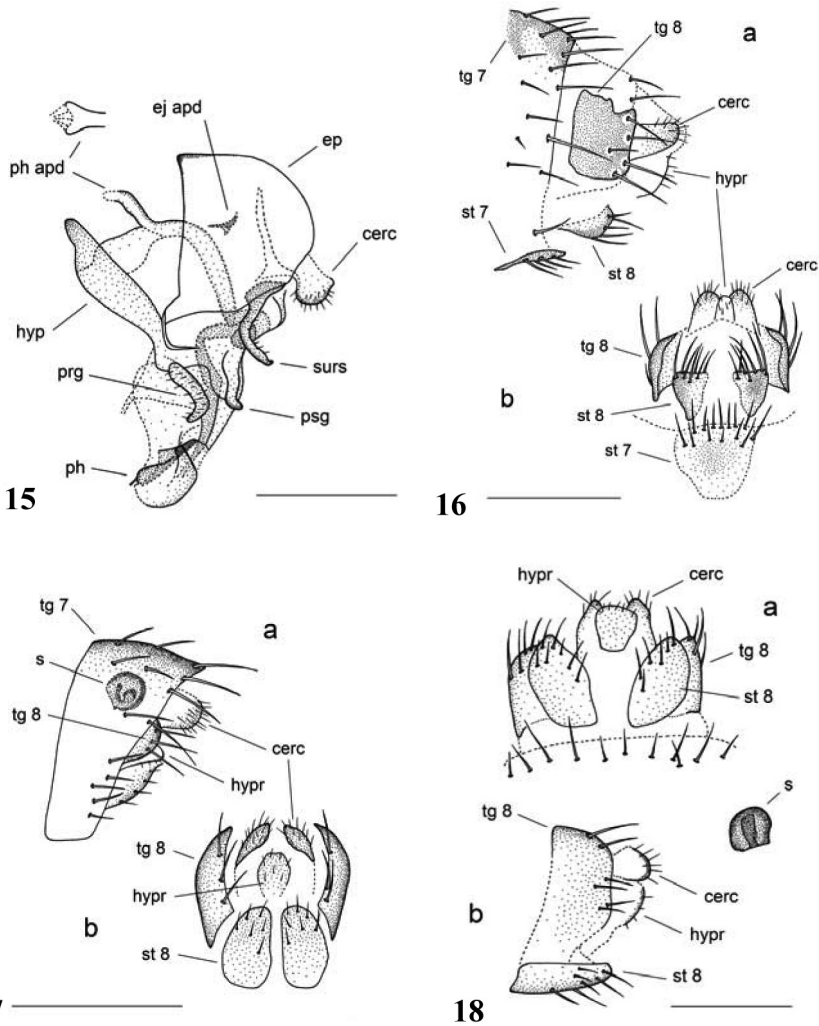 ej apd
ep
ph apd
cerc
hyp
prg
surs
psg
ph
15
a
tg 8
tg 7
cerc
hypr
st 7
st 8
cerc
tg 8
b
st 8
st 7
16
tg 7
a
s
tg 8
cerc
hypr
tg 8
hypr
b
st 8
hypr
cerc
a
tg 8
st 8
s
tg 8
cerc
b
hypr
st 8
18